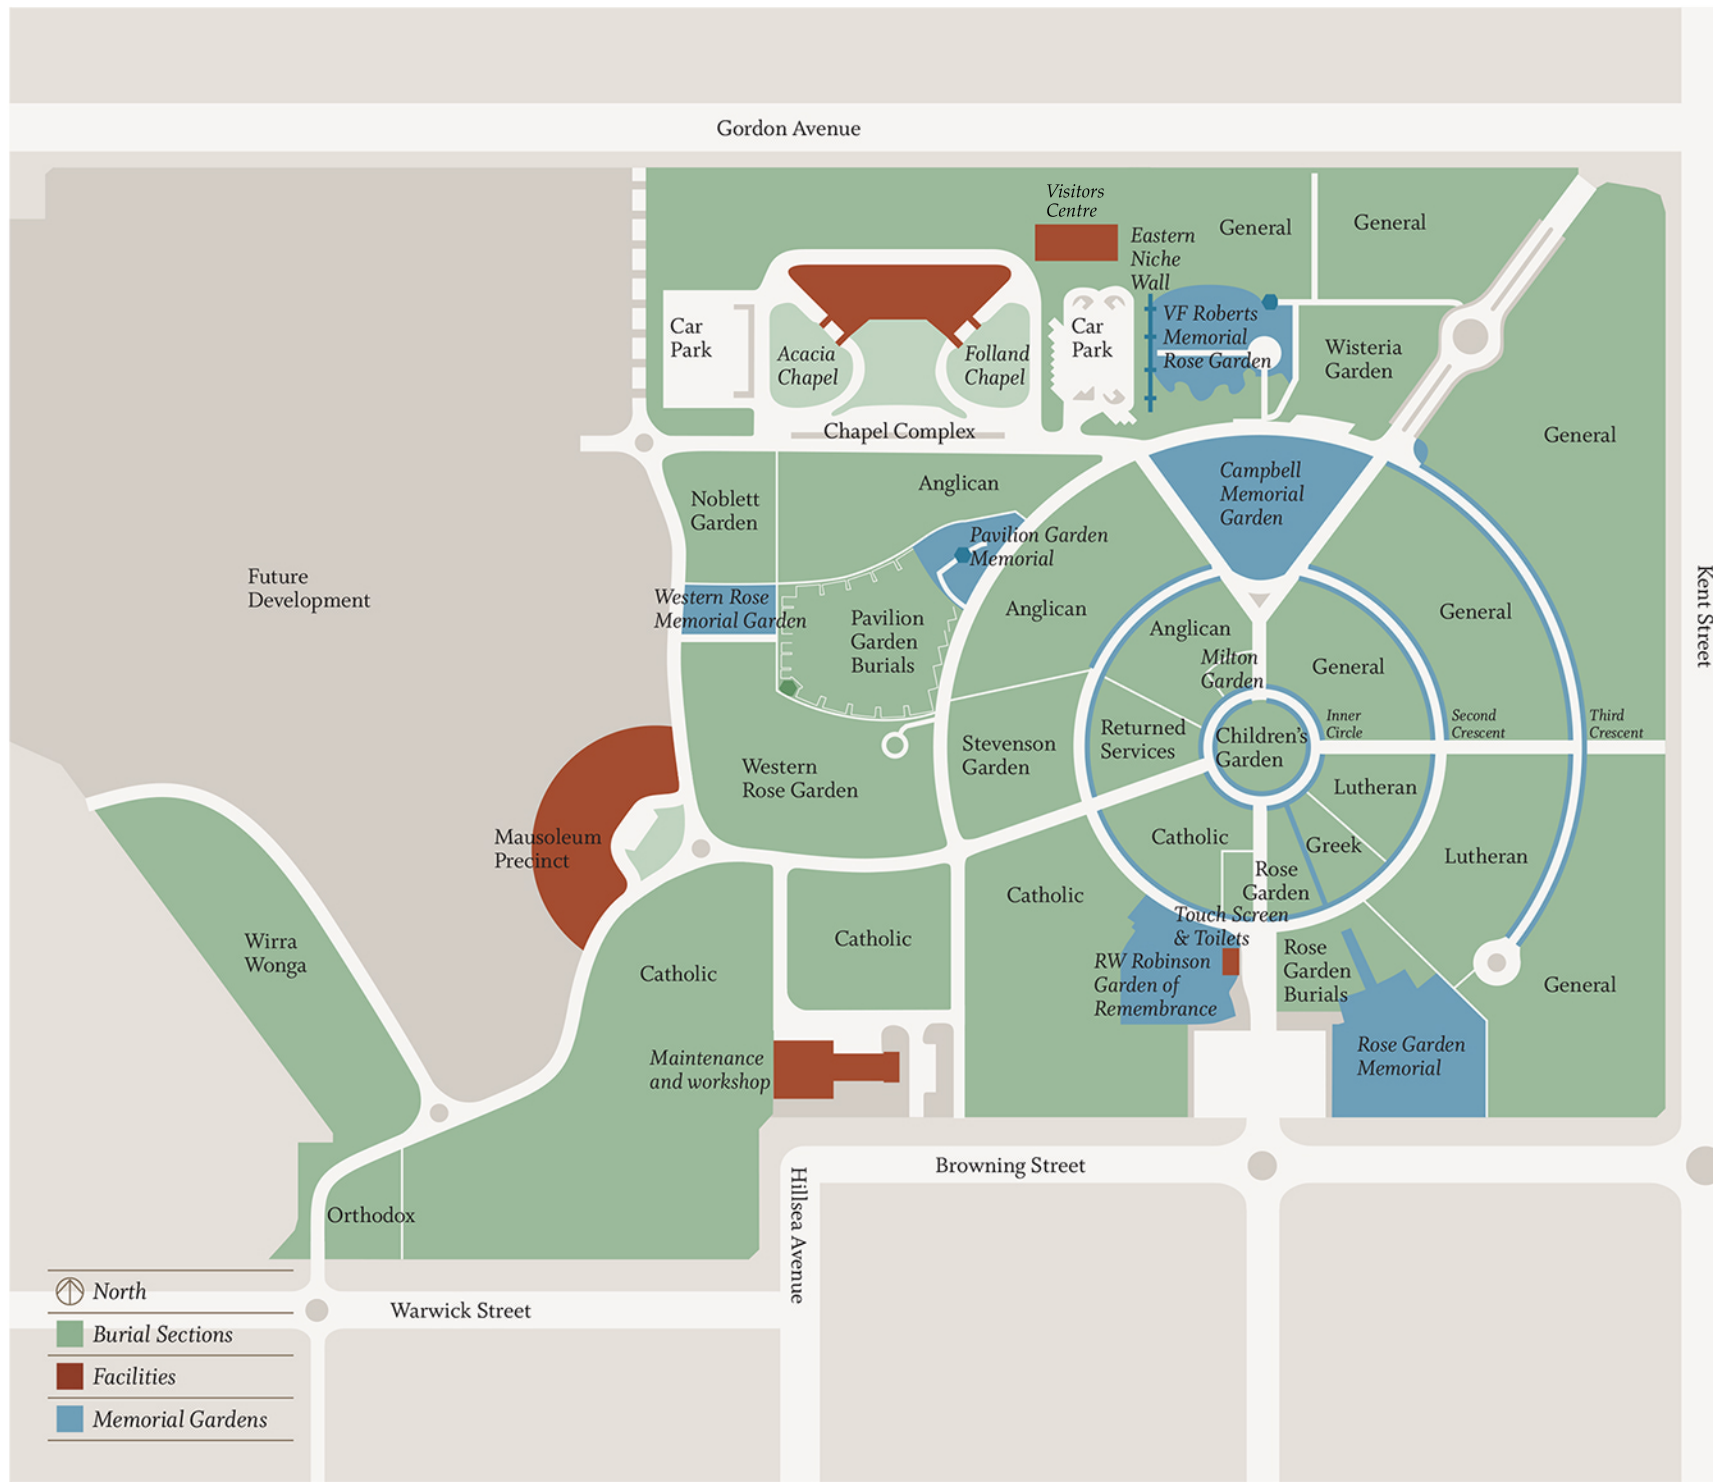 Gordon Avenue
Visitors
Centre
General
General
Eastern
Niche
Wall
VF Roberts
Memorial
Rose Garden
Car
Park
Car
Park
Acacia
Chapel
Folland
Chapel
Wisteria
Garden
Chapel Complex
General
Campbell
Memorial
Garden
Anglican
Noblett
Garden
Pavilion Garden
Memorial
Future
Development
Western Rose
Memorial Garden
Pavilion
Garden
Burials
Anglican
General
Kent Street
Anglican
Milton
Garden
General
Inner
Circle
Second
Crescent
Third
Crescent
Children's
Garden
Returned
Services
Stevenson
Garden
Western
Rose Garden
Lutheran
Mausoleum
Precinct
Catholic
Greek
Lutheran
Rose
Garden
Catholic
Touch Screen
& Toilets
Wirra
Wonga
Catholic
Catholic
RW Robinson
Garden of
Remembrance
Rose
Garden
Burials
General
Maintenance
and workshop
Rose Garden
Memorial
Browning Street
Hillsea Avenue
Orthodox
Warwick Street
North
Burial Sections
Facilities
Memorial Gardens